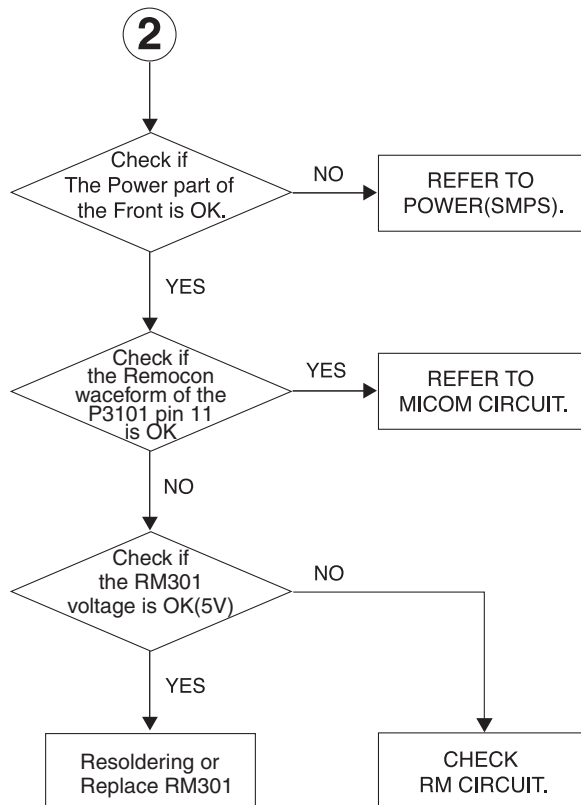 2
Check if
The Power part of
the Front is OK.
NO
REFER TO
POWER(SMPS).
YES
Check if
the Remocon
waceform of the
P3101 pin 11
is OK
YES
REFER TO
MICOM CIRCUIT.
NO
Check if
the RM301
voltage is OK(5V)
NO
YES
Resoldering or
Replace RM301
CHECK
RM CIRCUIT.